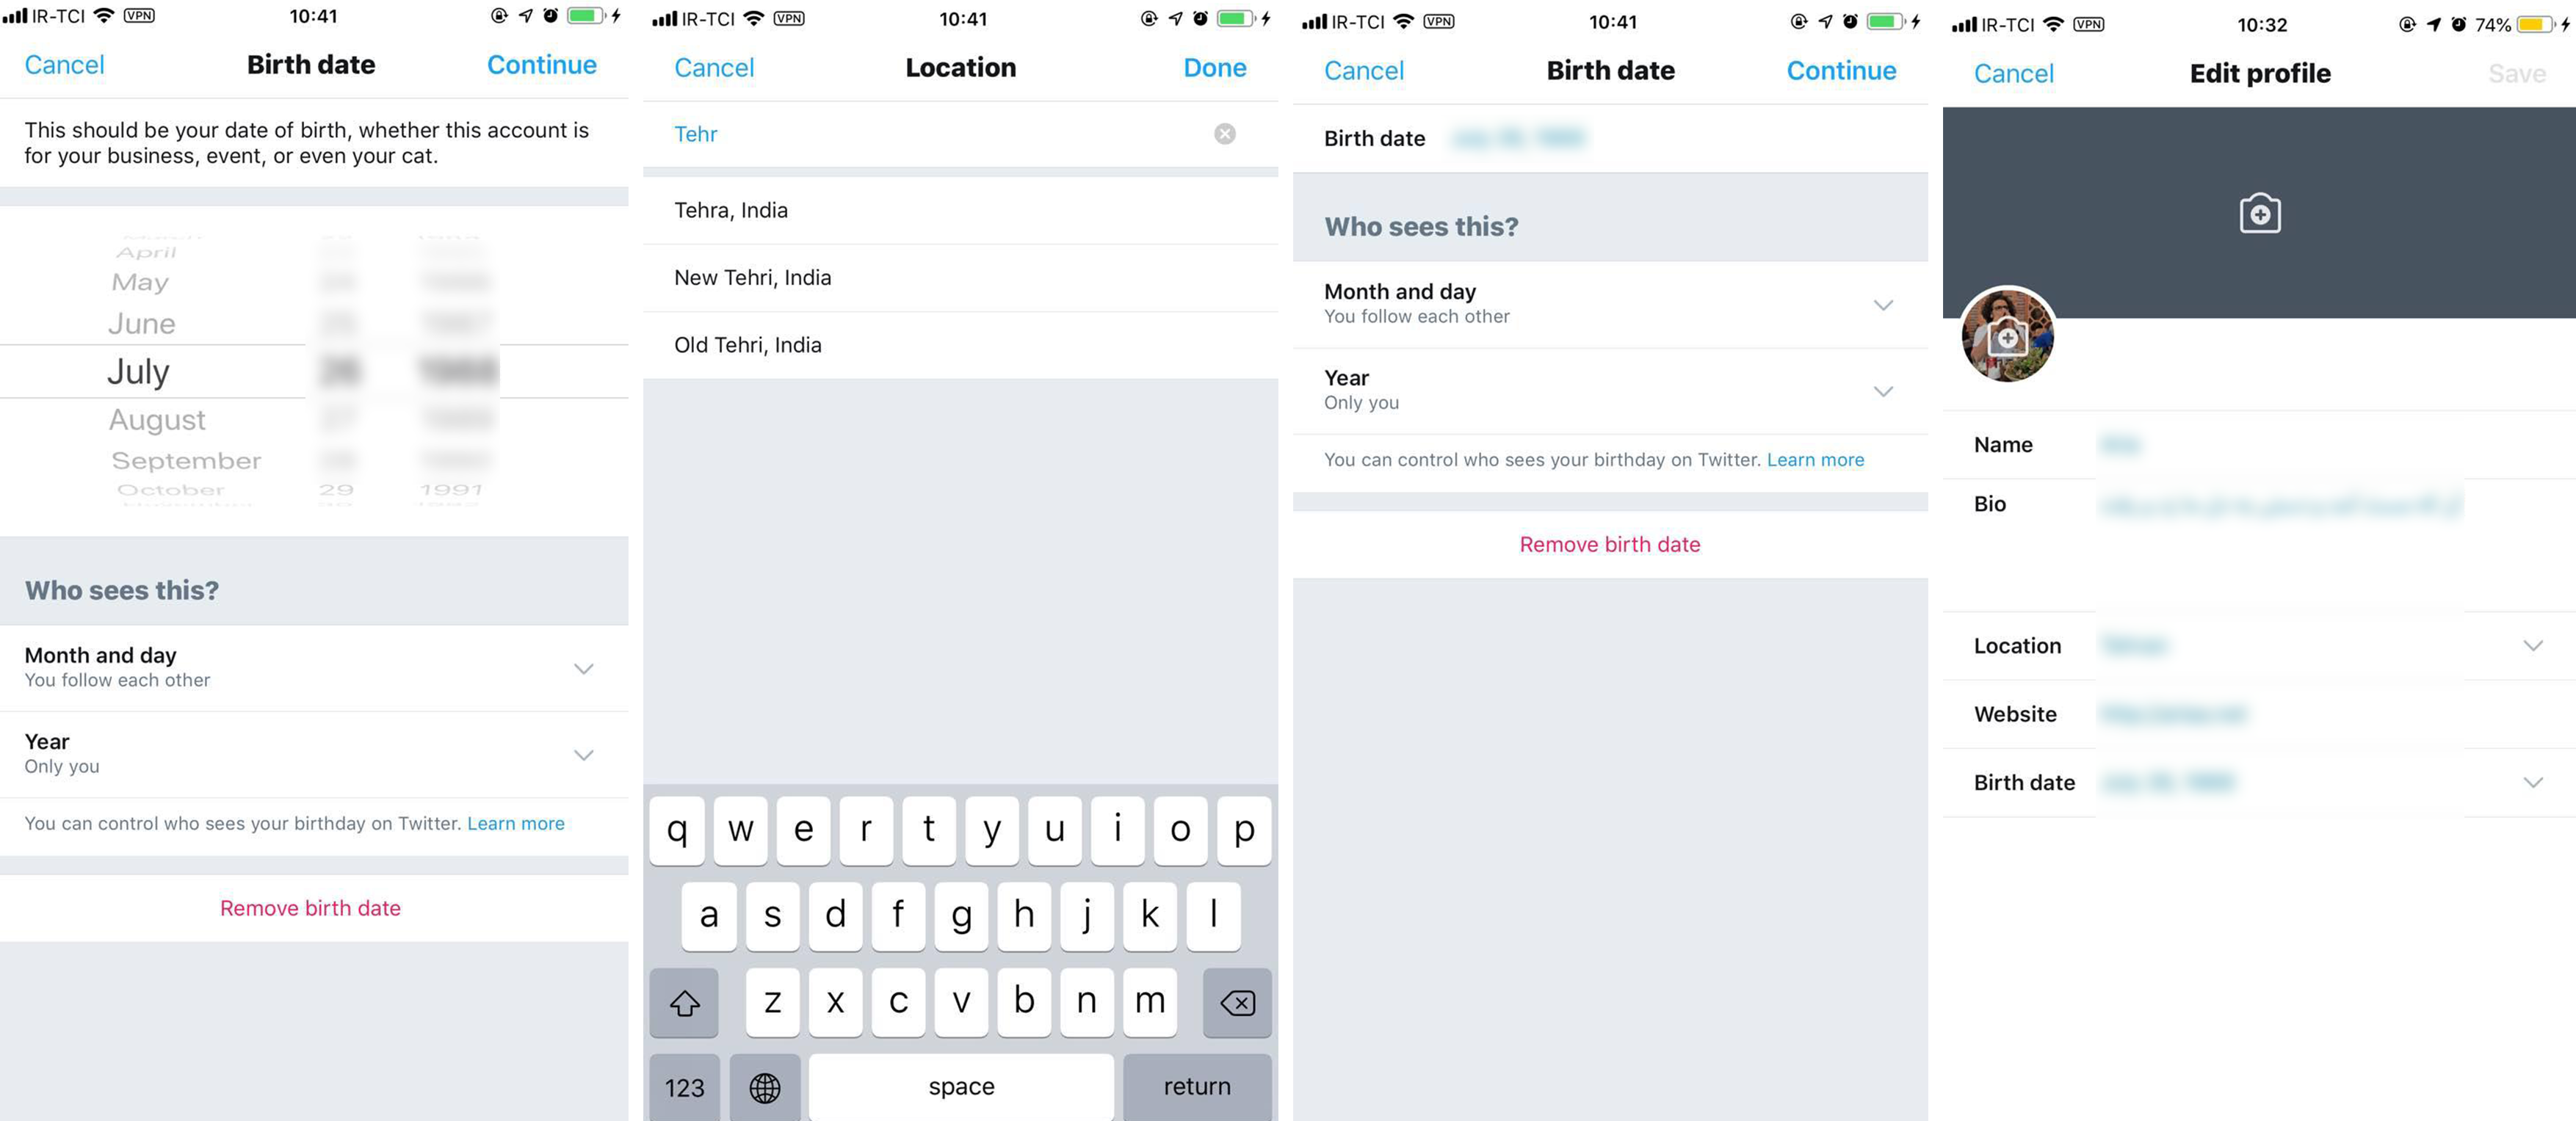 IR-TCI VPN 10:41
Cancel Birth date Continue
This should be your date of birth, whether this account is
for your business, event, or even your cat.
April
May
June
July
August
September
October 29 1991
Who sees this?
Month and day
You follow each other
Year
Only you
You can control who sees your birthday on Twitter. Learn more
Remove birth date
IR-TCI VPN 10:41
Cancel Location Done
Tehr
Tehra, India
New Tehri, India
Old Tehri, India
q w e r t y u i o p
a s d f g h j k l
z x c v b n m
123 space return
IR-TCI VPN 10:41
Cancel Birth date Continue
Birth date
Who sees this?
Month and day
You follow each other
Year
Only you
You can control who sees your birthday on Twitter. Learn more
Remove birth date
IR-TCI VPN 10:32 74%
Cancel Edit profile Save
Name
Bio
Location
Website
Birth date